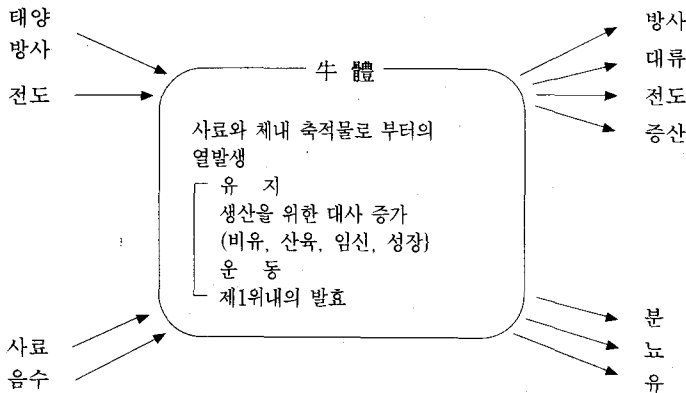 태양
방사
전도
牛 體
방사
대류
전도
증산
사료와 체내 축적물로 부터의
열발생
유 지
생산을 위한 대사 증가
(비유, 산육, 임신, 성장}
운 동
제1위내의 발효
사료
음수
분
뇨
유